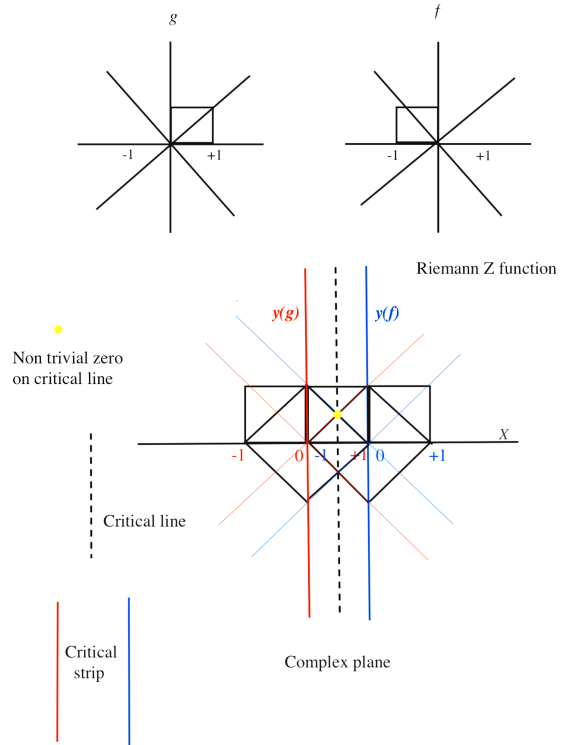 g f
-1 +1 -1 +1
Riemann Z function
y(g) y(f)
Non trivial zero
on critical line
X
-1 0 -1 +1 0 +1
Critical line
Critical
strip
Complex plane